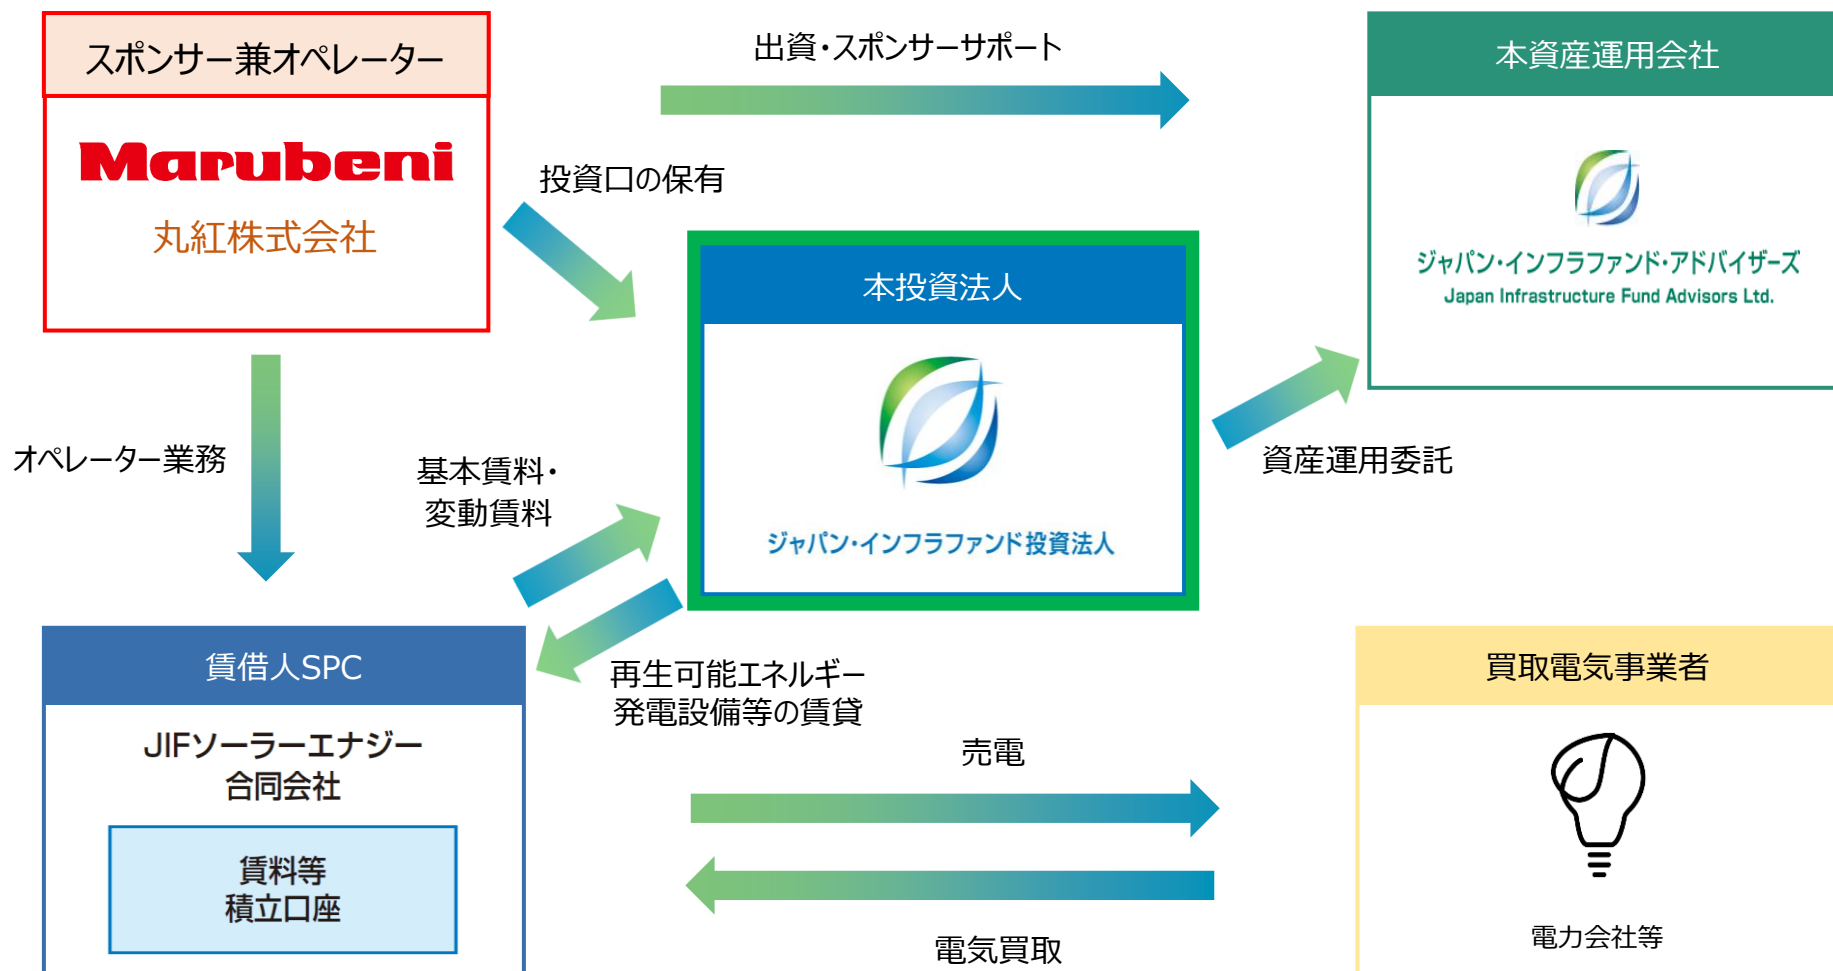 スポンサー兼オペレーター
Marubeni
丸紅株式会社
出資・スポンサーサポート
本資産運用会社
ジャパン・インフラファンド・アドバイザーズ
Japan Infrastructure Fund Advisors Ltd.
投資口の保有
本投資法人
ジャパン・インフラファンド投資法人
資産運用委託
オペレーター業務
基本賃料・
変動賃料
再生可能エネルギー
発電設備等の賃貸
賃借人SPC
JIFソーラーエナジー
合同会社
賃料等
積立口座
売電
電気買取
買取電気事業者
電力会社等